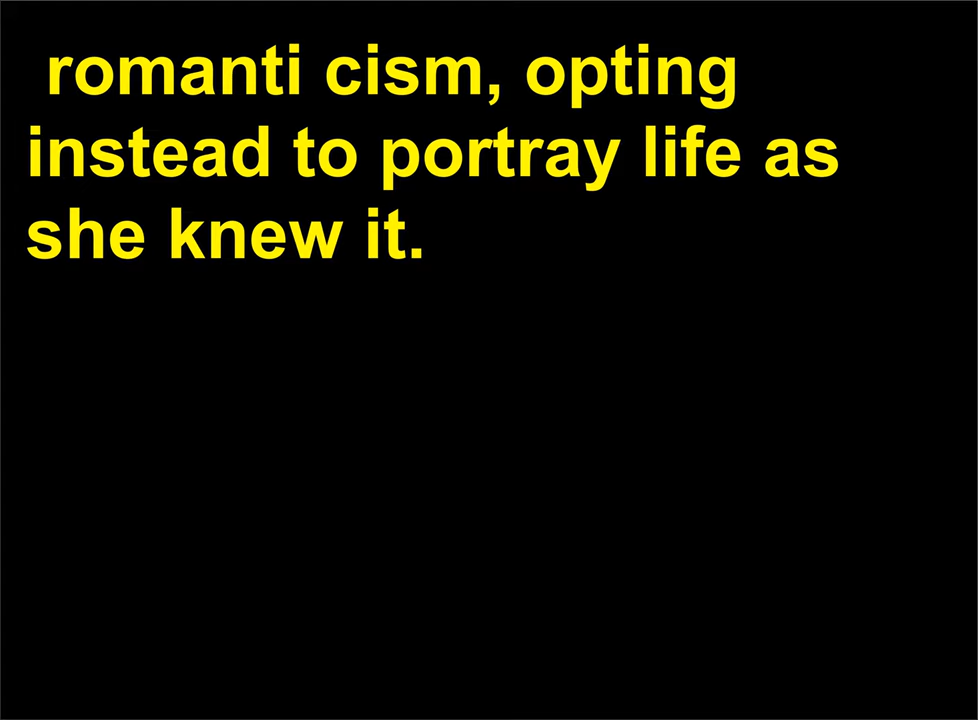 romanti cism, opting
instead to portray life as
she knew it.